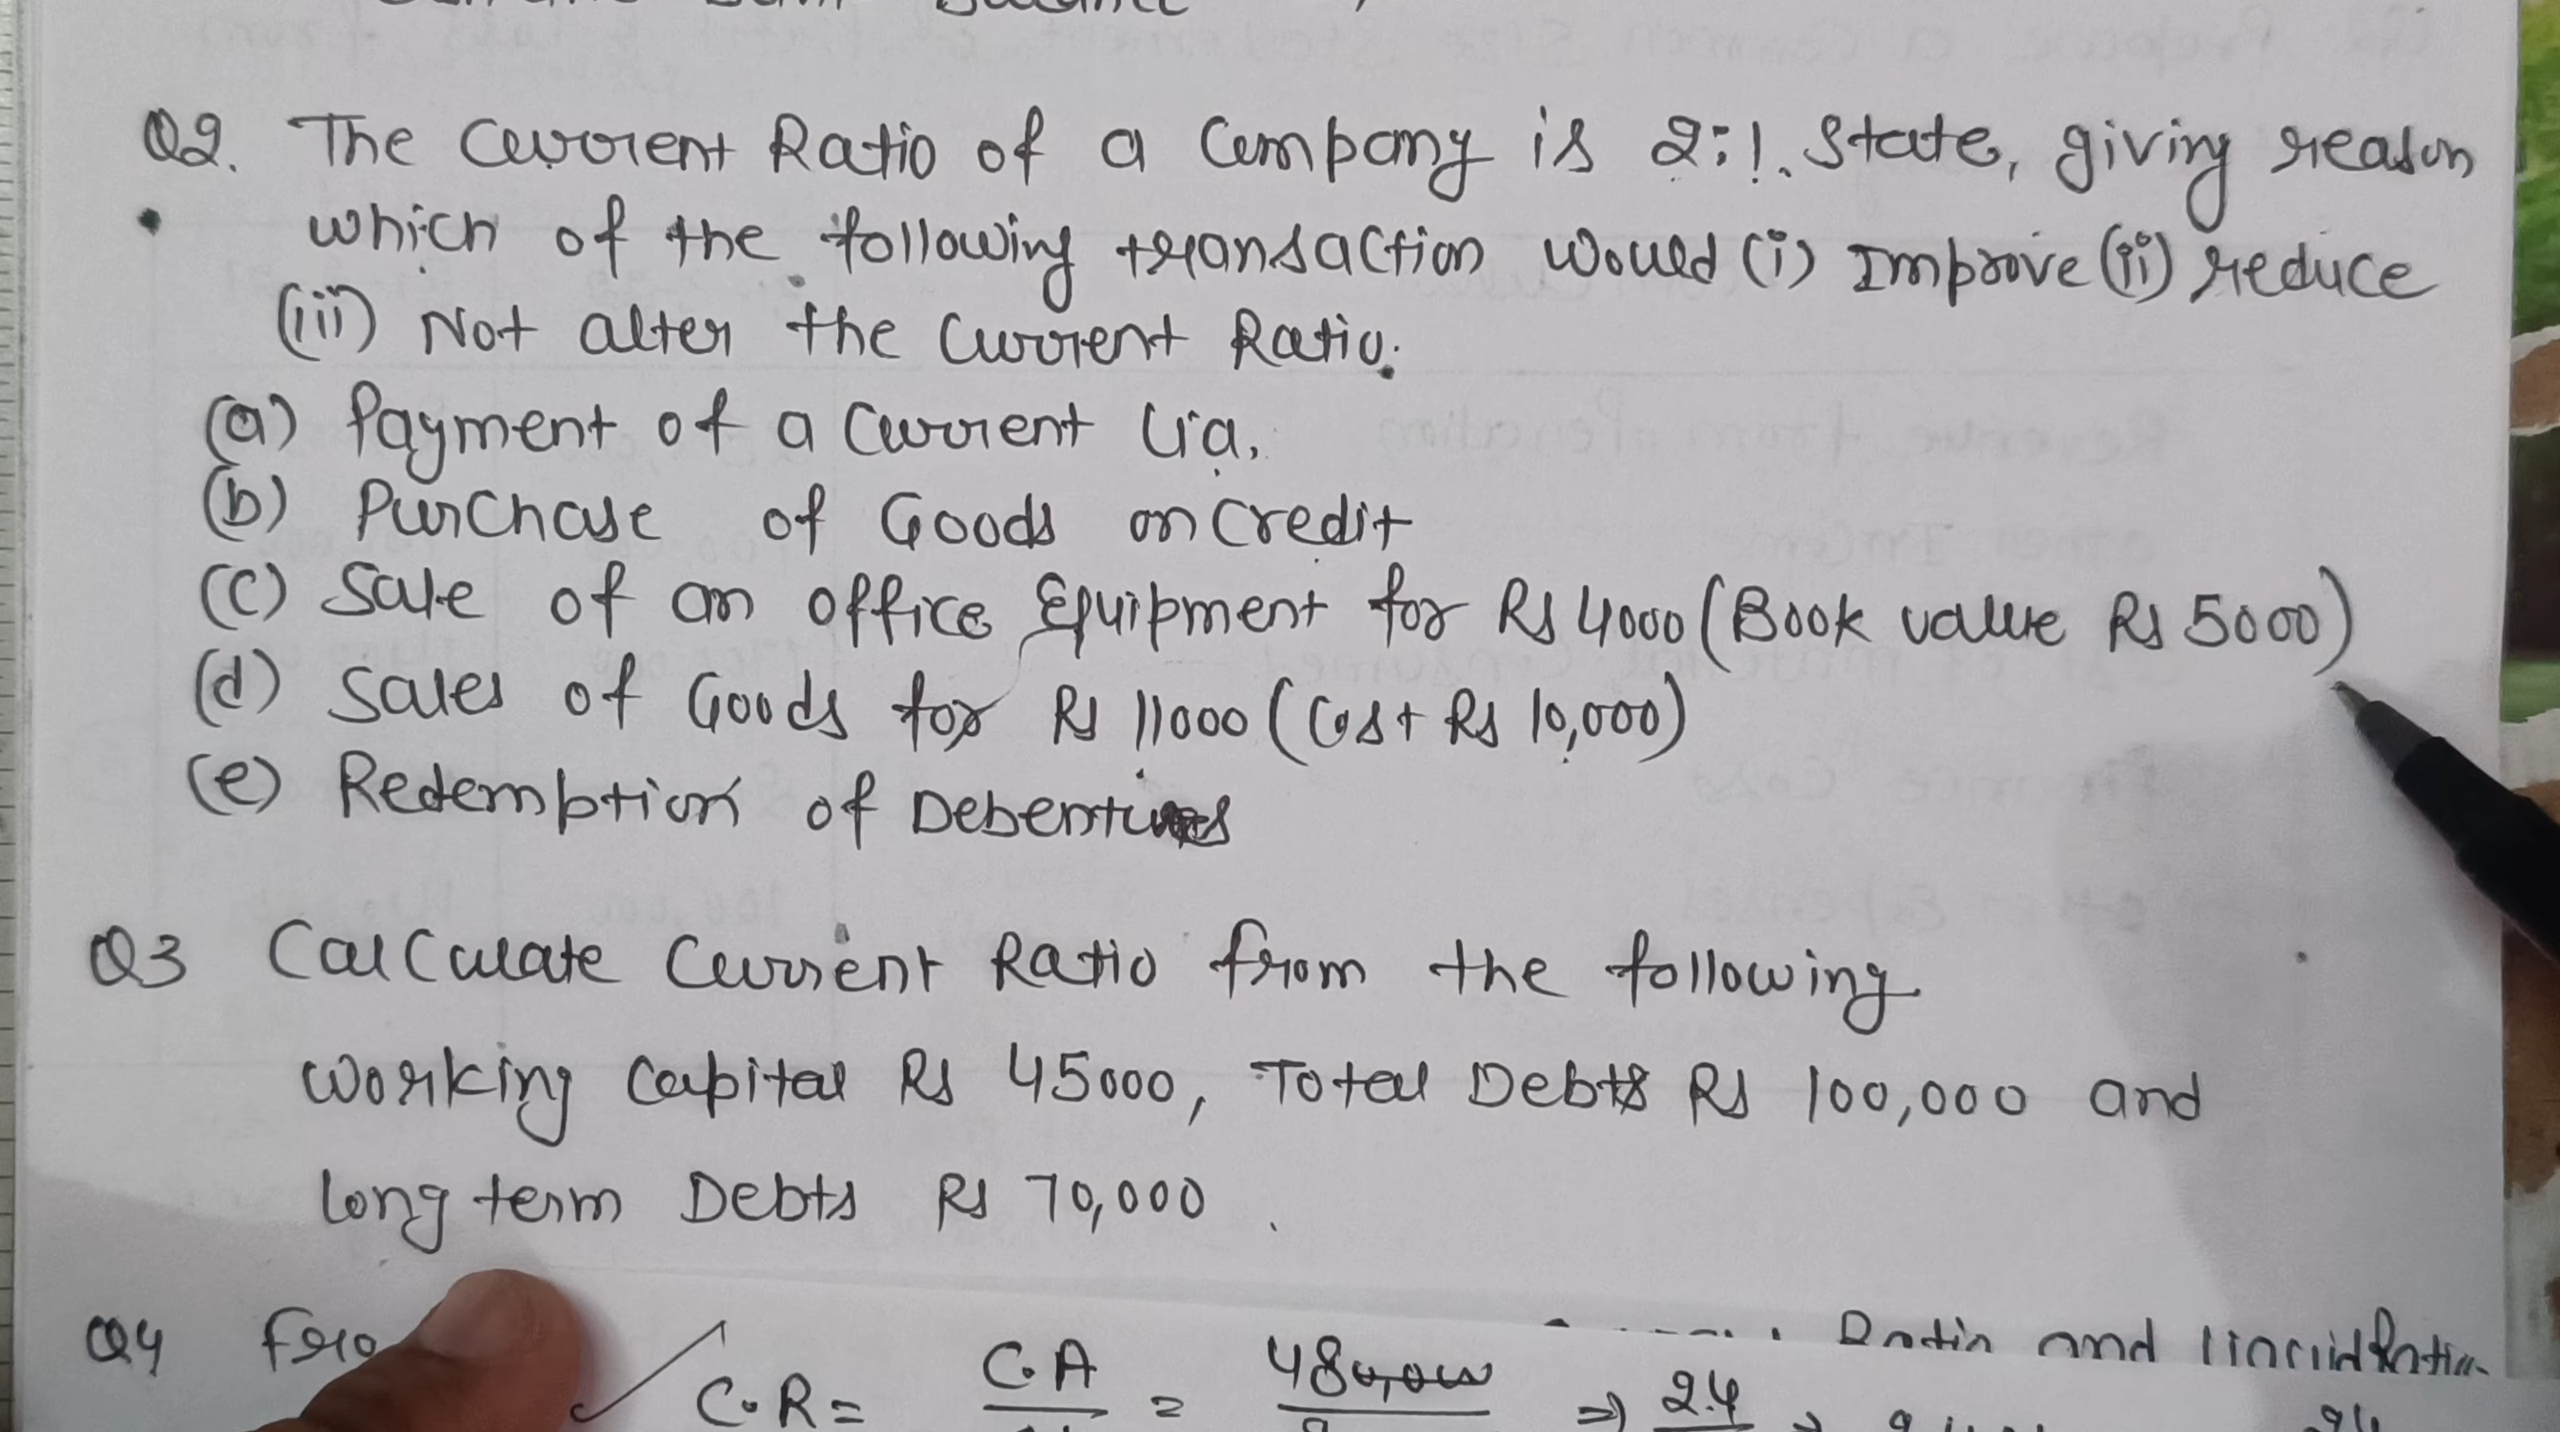 Q2. The Current Ratio of a Company is 2:1. State, giving reason
which of the following transaction would (i) Improve (ii) reduce
(iii) Not alter the Current Ratio.
(a) Payment of a Current Lia.
(b) Purchase of Goods on Credit
(c) Sale of an office Equipment for Rs 4000 (Book value Rs 5000)
(d) Sales of Goods for Rs 11000 (Cost Rs 10,000)
(e) Redemption of Debentures
Q3 Calculate Current Ratio from the following
Working Capital Rs 45000, Total Debts Rs 100,000 and
long term Debts Rs 70,000.
Q4 Fro Ratio and
C.R = C.A = 480,000 ⇒ 2.4